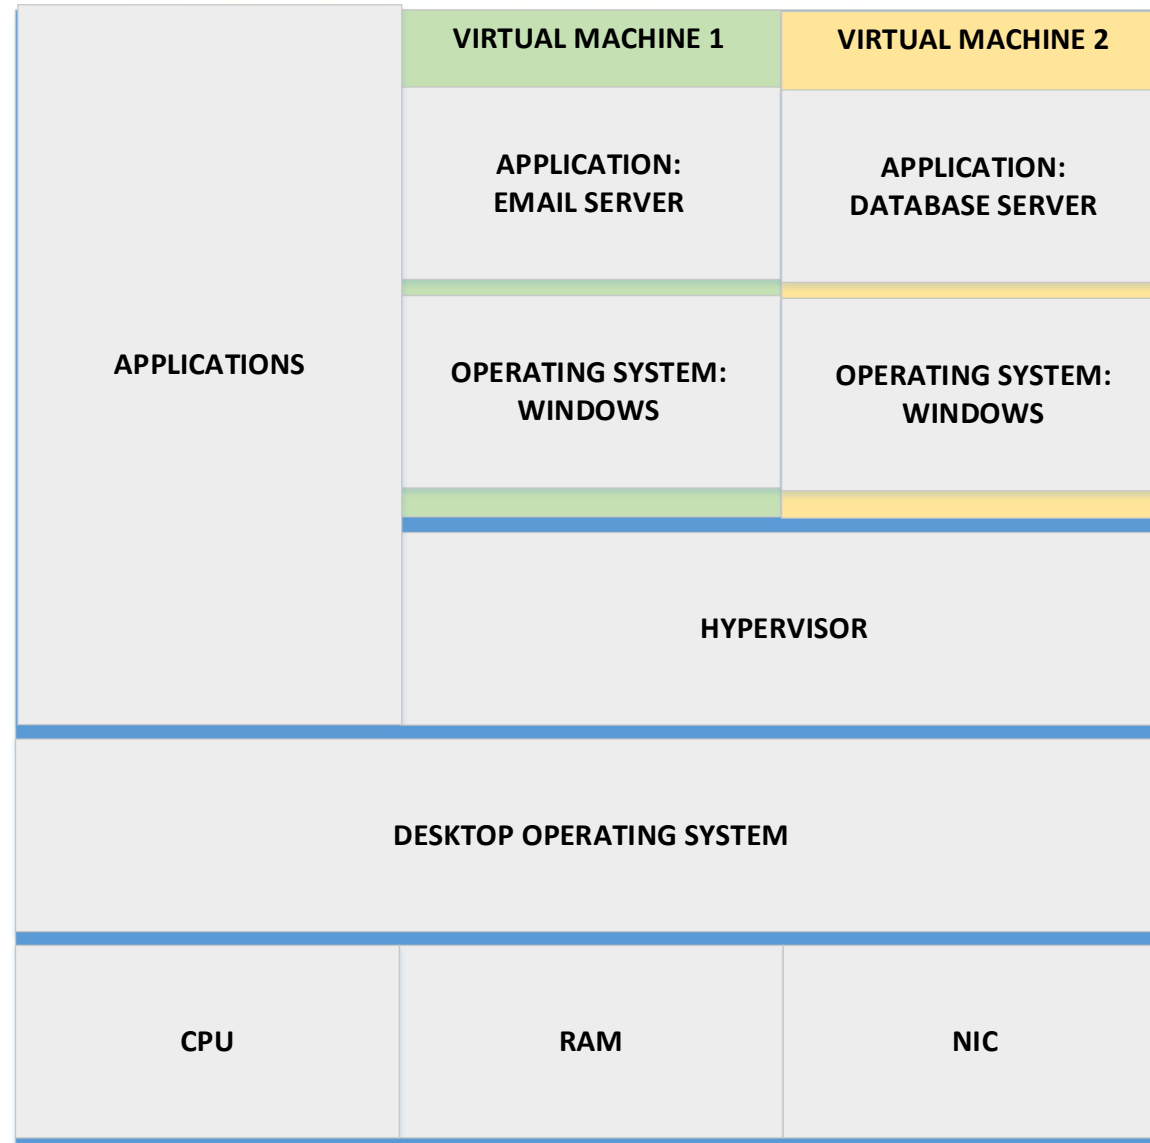 VIRTUAL MACHINE 1
VIRTUAL MACHINE 2
APPLICATION:
EMAIL SERVER
APPLICATION:
DATABASE SERVER
APPLICATIONS
OPERATING SYSTEM:
WINDOWS
OPERATING SYSTEM:
WINDOWS
HYPERVISOR
DESKTOP OPERATING SYSTEM
CPU
RAM
NIC